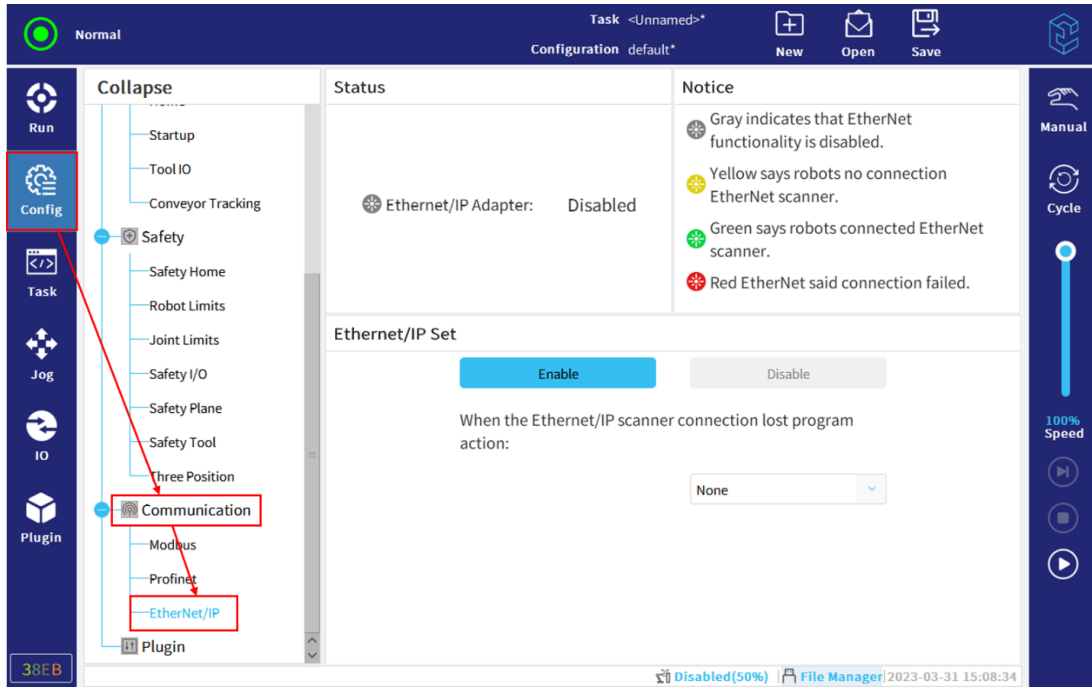 Normal
Task <Unnamed>*
Configuration default*
New
Open
Save
Run
Config
Task
Jog
IO
Plugin
38EB
Collapse
Startup
Tool IO
Conveyor Tracking
Safety
Safety Home
Robot Limits
Joint Limits
Safety I/O
Safety Plane
Safety Tool
Three Position
Communication
Modbus
Profinet
EtherNet/IP
Plugin
Status
Ethernet/IP Adapter: Disabled
Notice
Gray indicates that EtherNet
functionality is disabled.
Yellow says robots no connection
EtherNet scanner.
Green says robots connected EtherNet
scanner.
Red EtherNet said connection failed.
Ethernet/IP Set
Enable
Disable
When the Ethernet/IP scanner connection lost program
action:
None
Manual
Cycle
100%
Speed
Disabled(50%)
File Manager
2023-03-31 15:08:34